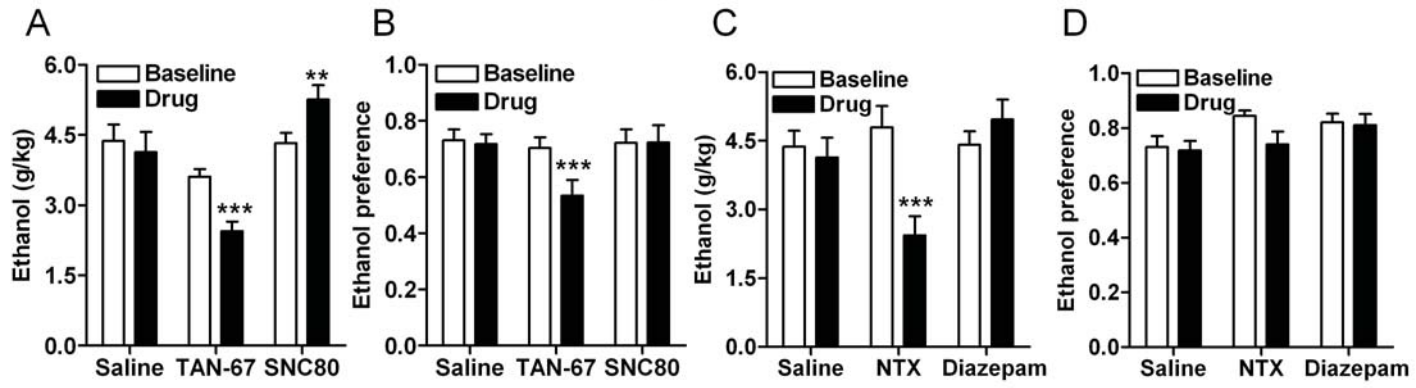 A
Ethanol (g/kg)
6.0
4.5
3.0
1.5
0.0
Baseline
Drug
**
***
Saline TAN-67 SNC80
B
Ethanol preference
1.0
0.8
0.6
0.4
0.2
0.0
Baseline
Drug
***
Saline TAN-67 SNC80
C
Ethanol (g/kg)
6.0
4.5
3.0
1.5
0.0
Baseline
Drug
***
Saline NTX Diazepam
D
Ethanol preference
1.0
0.8
0.6
0.4
0.2
0.0
Baseline
Drug
Saline NTX Diazepam